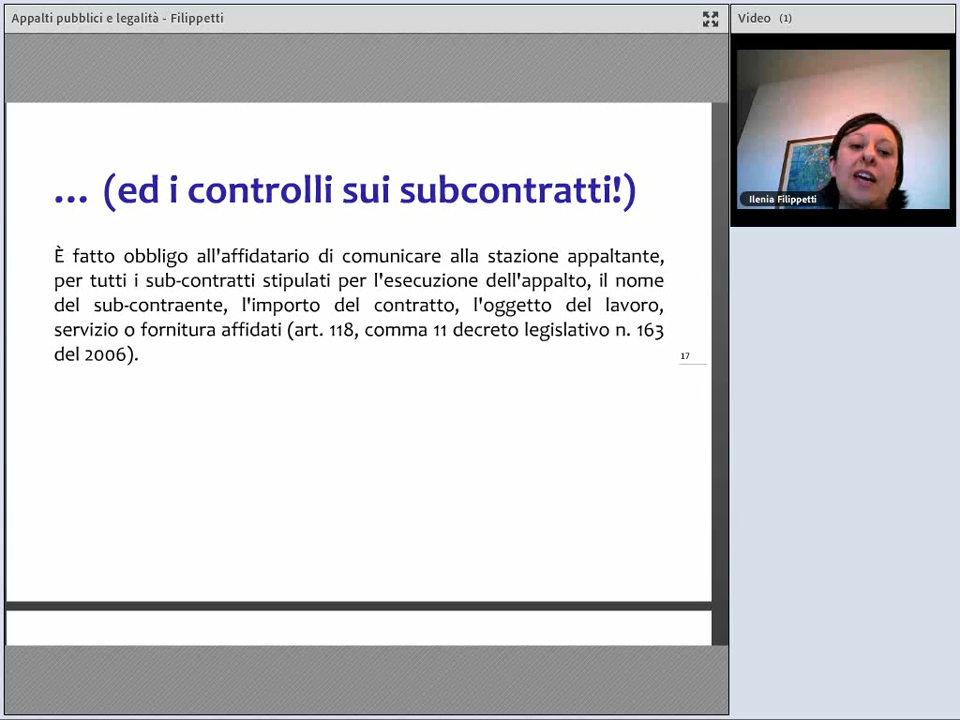 Appalti pubblici e legalità - Filippetti
Video (1)
... (ed i controlli sui subcontratti!)
È fatto obbligo all'affidatario di comunicare alla stazione appaltante,
per tutti i sub-contratti stipulati per l'esecuzione dell'appalto, il nome
del sub-contraente, l'importo del contratto, l'oggetto del lavoro,
servizio o fornitura affidati (art. 118, comma 11 decreto legislativo n. 163
del 2006).
17
Ilenia Filippetti